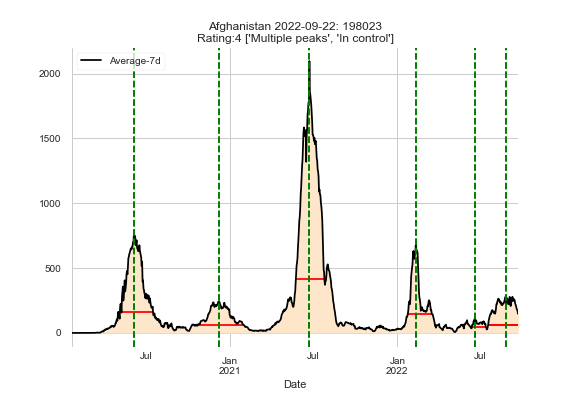 Afghanistan 2022-09-22: 198023
Rating:4 ['Multiple peaks', 'In control']
Average-7d
2000
1500
1000
500
0
Jul
Jan
2021
Jul
Jan
2022
Jul
Date